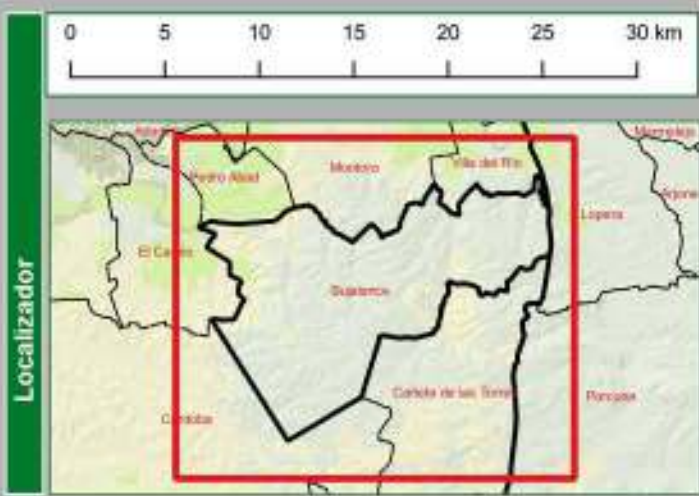 0 5 10 15 20 25 30 km
Localizador
Pedro Abad
Montoro
Villa del Río
Lopera
El Carpio
Bujalance
Cañete de las Torres
Porcuna
Córdoba